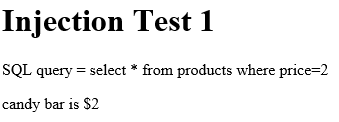 Injection Test 1
SQL query = select * from products where price=2
candy bar is $2